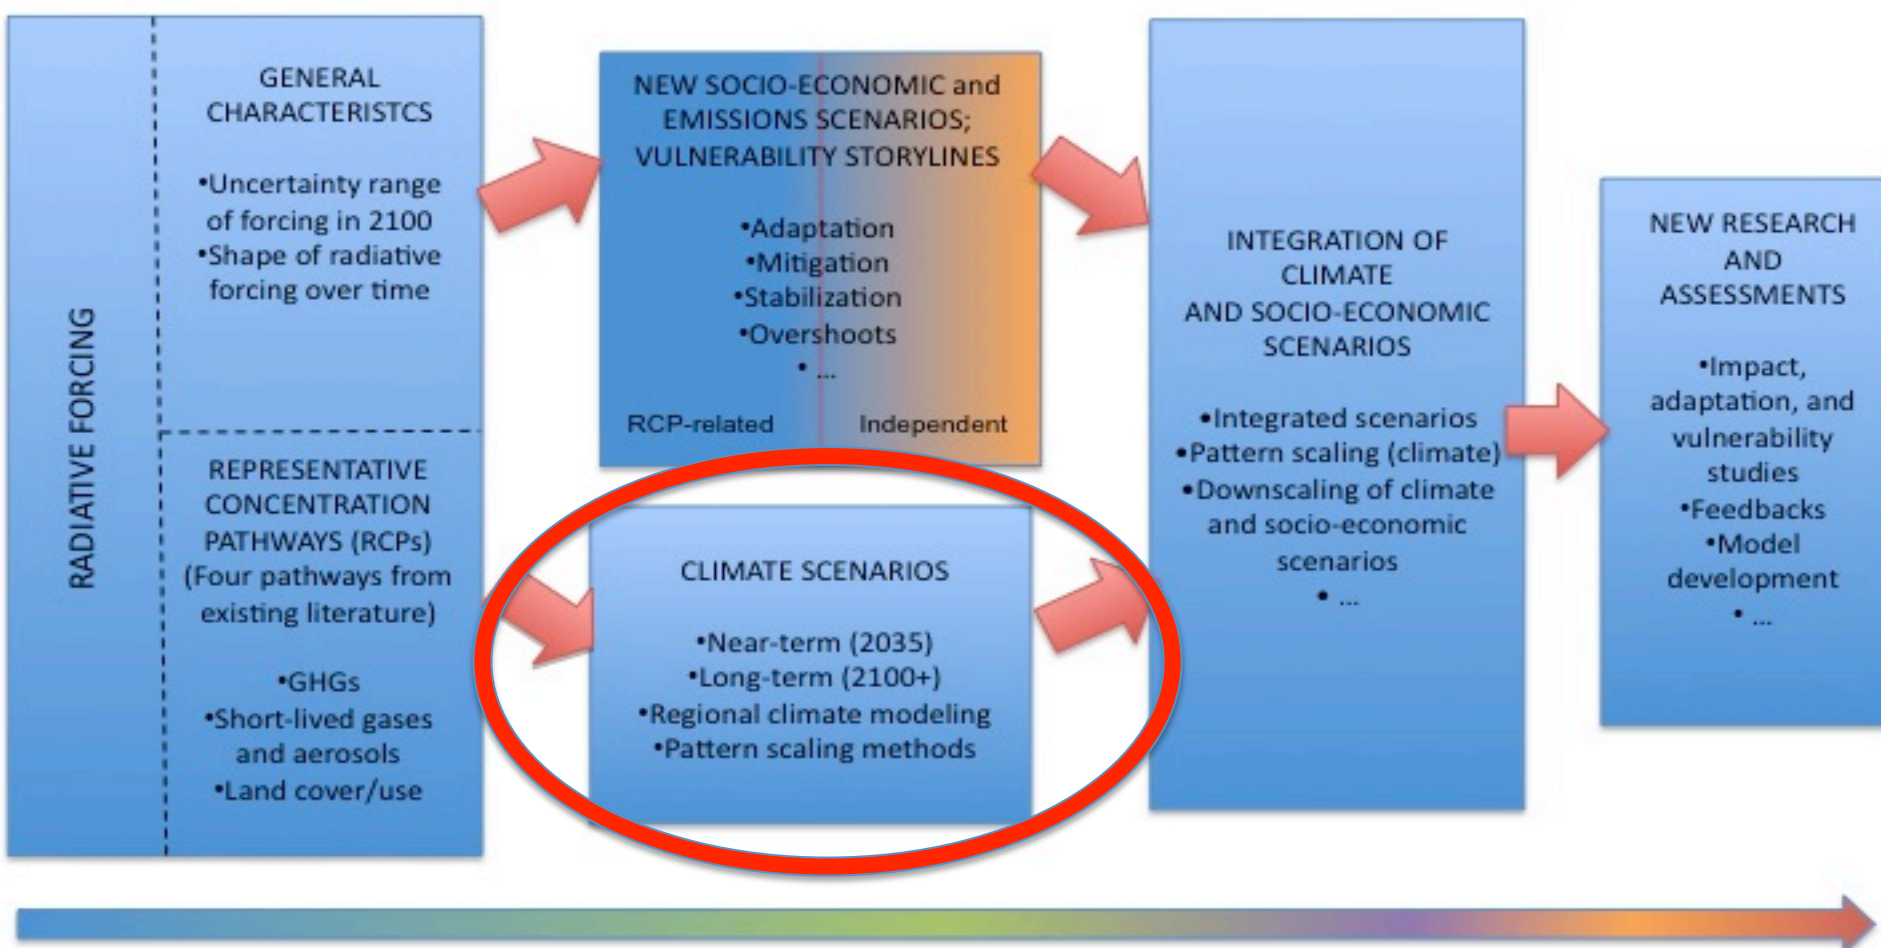 RADIATIVE FORCING
GENERAL
CHARACTERISTCS
•Uncertainty range
of forcing in 2100
•Shape of radiative
forcing over time
REPRESENTATIVE
CONCENTRATION
PATHWAYS (RCPs)
(Four pathways from
existing literature)
•GHGs
•Short-lived gases
and aerosols
•Land cover/use
NEW SOCIO-ECONOMIC and
EMISSIONS SCENARIOS;
VULNERABILITY STORYLINES
•Adaptation
•Mitigation
•Stabilization
•Overshoots
• ...
RCP-related
Independent
CLIMATE SCENARIOS
•Near-term (2035)
•Long-term (2100+)
•Regional climate modeling
•Pattern scaling methods
INTEGRATION OF
CLIMATE
AND SOCIO-ECONOMIC
SCENARIOS
•Integrated scenarios
•Pattern scaling (climate)
•Downscaling of climate
and socio-economic
scenarios
• ...
NEW RESEARCH
AND
ASSESSMENTS
•Impact,
adaptation, and
vulnerability
studies
•Feedbacks
•Model
development
• ...